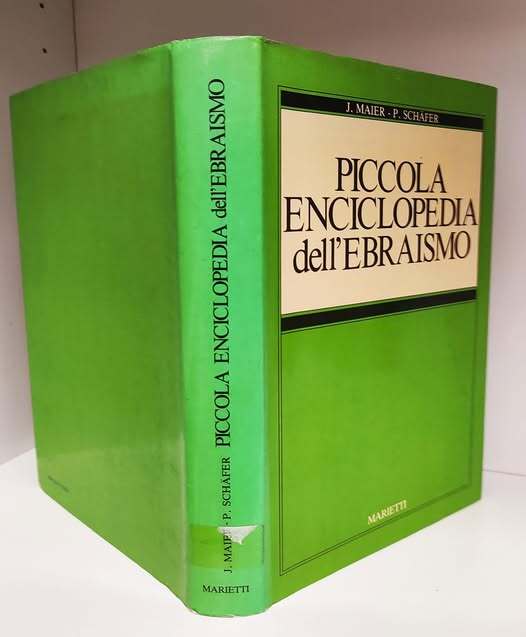 J. MAIER - P. SCHÄFER
PICCOLA
ENCICLOPEDIA
dell'EBRAISMO
MARIETTI
J. MAIER - P. SCHÄFER PICCOLA ENCICLOPEDIA dell'EBRAISMO
MARIETTI